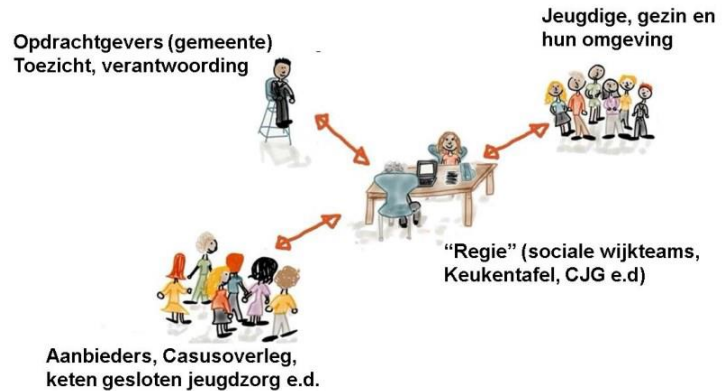 Opdrachtgevers (gemeente)
Toezicht, verantwoording
Jeugdige, gezin en
hun omgeving
“Regie” (sociale wijkteams,
Keukentafel, CJG e.d)
Aanbieders, Casusoverleg,
keten gesloten jeugdzorg e.d.